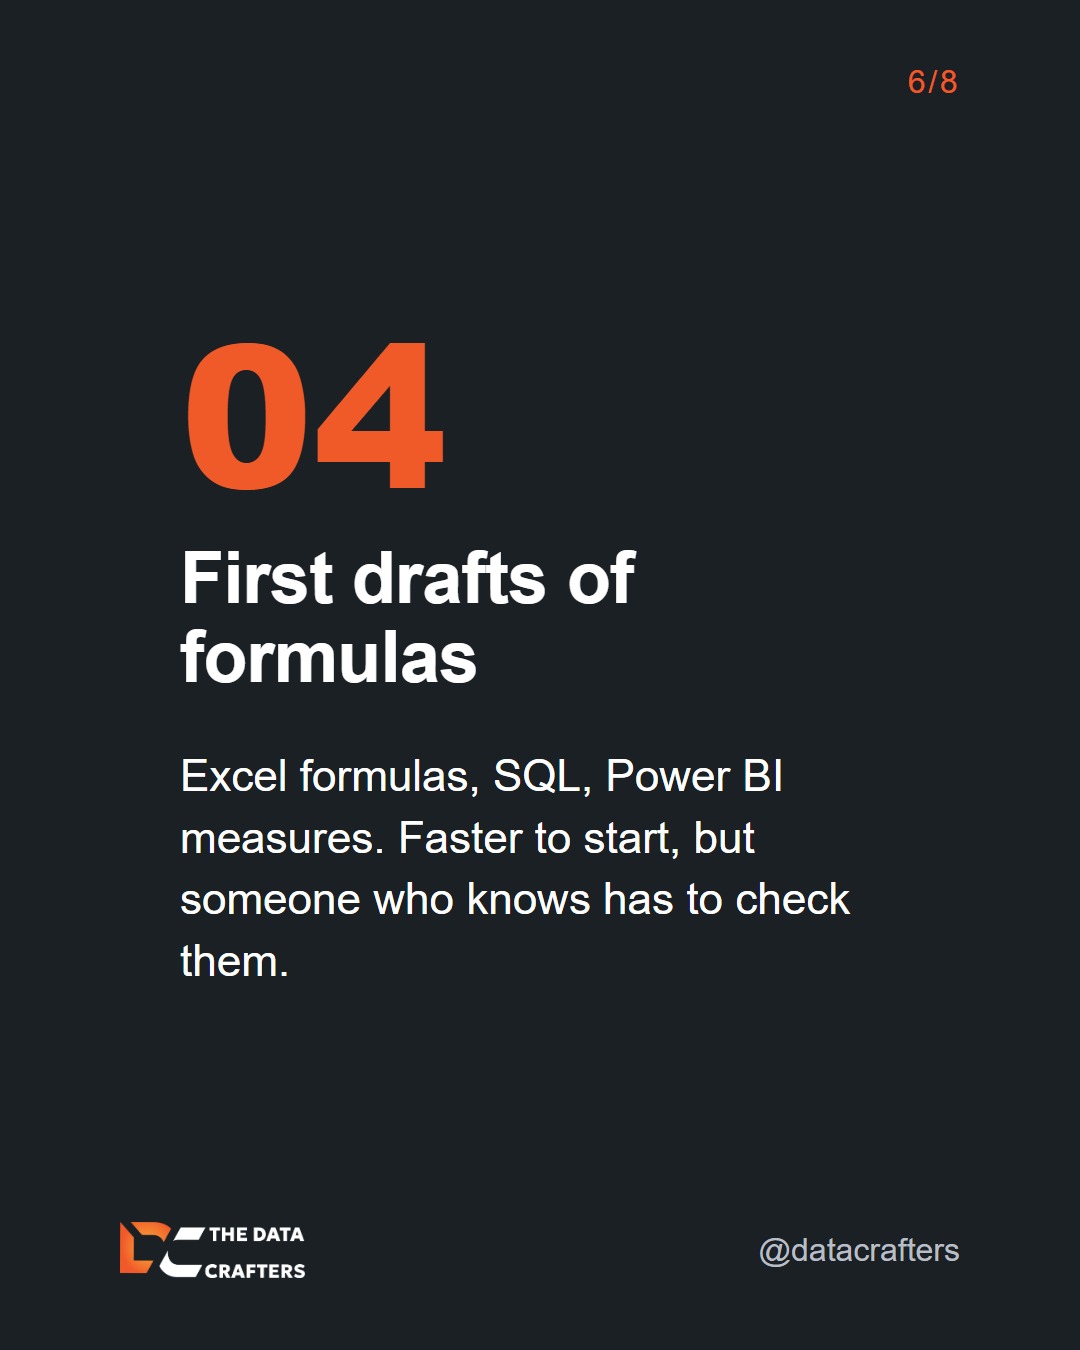 6/8
04
First drafts of
formulas
Excel formulas, SQL, Power BI
measures. Faster to start, but
someone who knows has to check
them.
THE DATA
CRAFTERS
@datacrafters